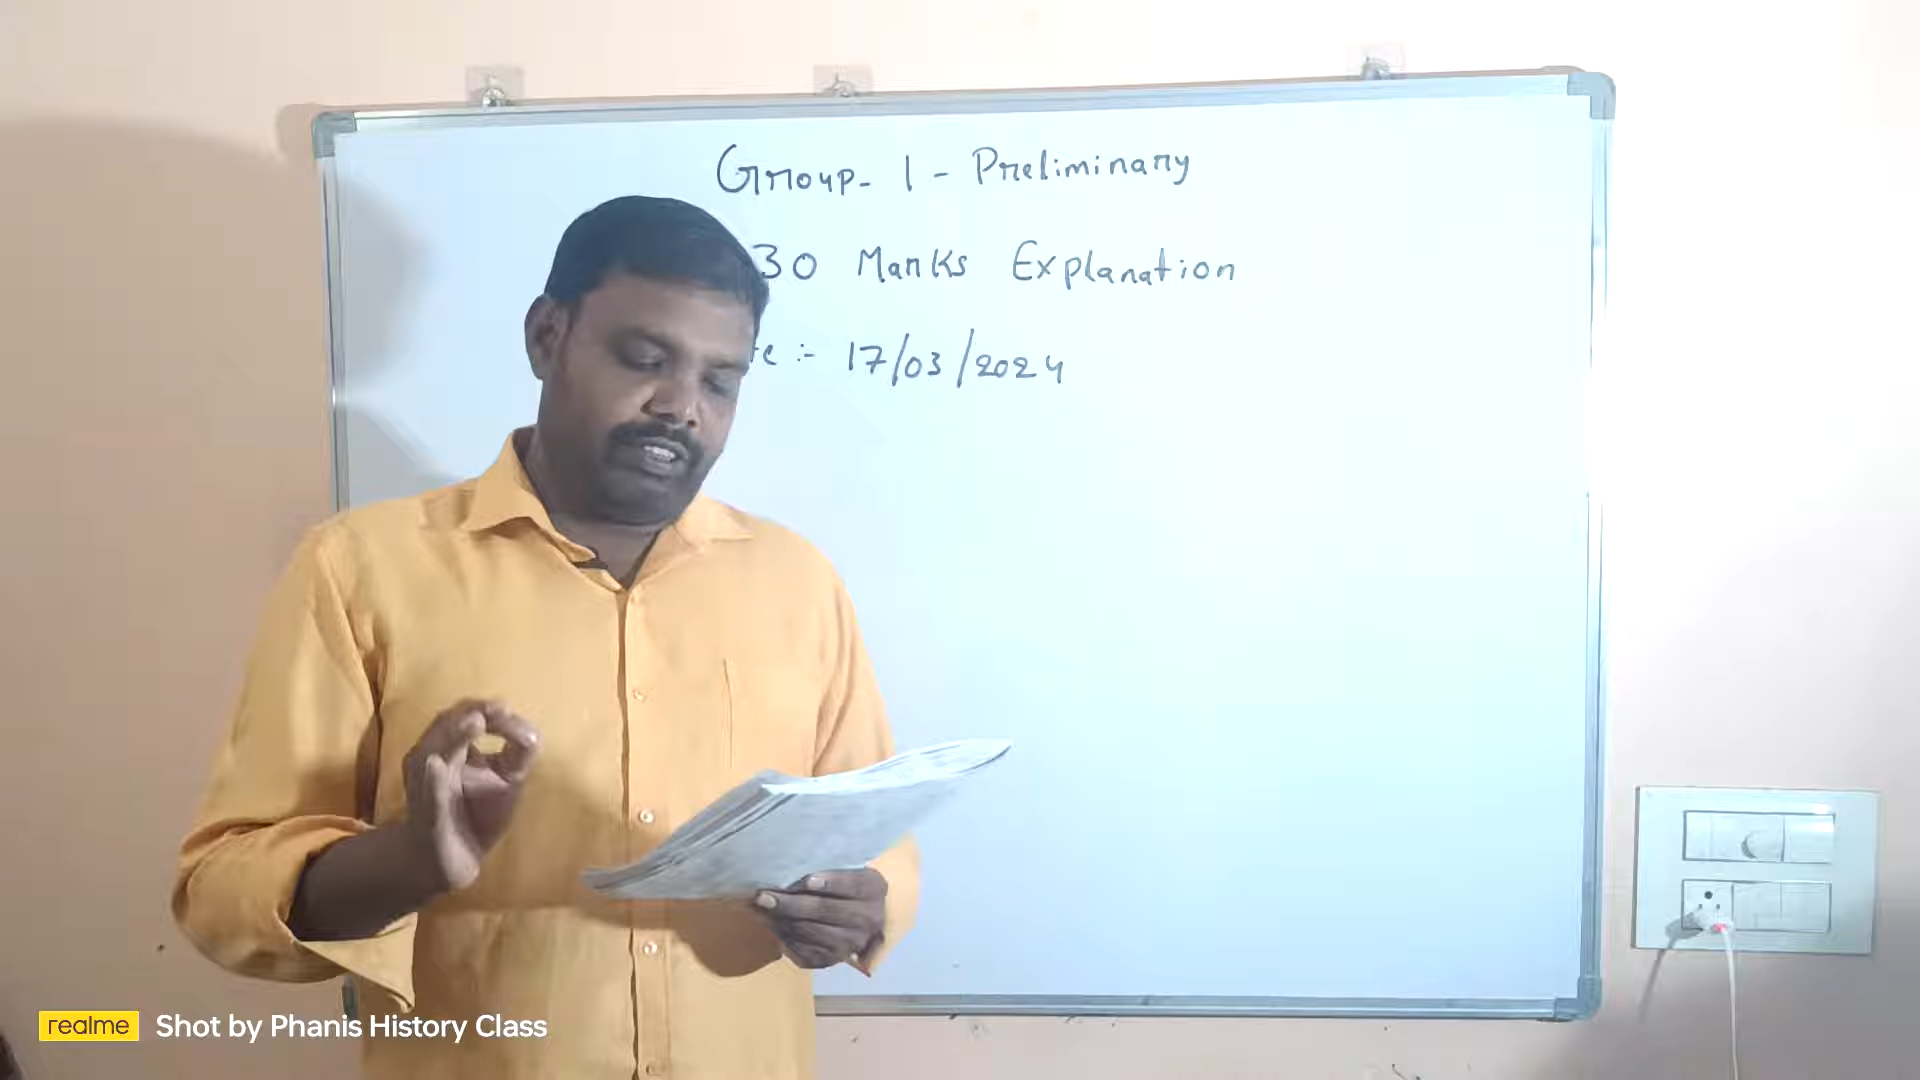 Group- 1 - Preliminary
30 Marks Explanation
:- 17/03/2024
realme Shot by Phanis History Class